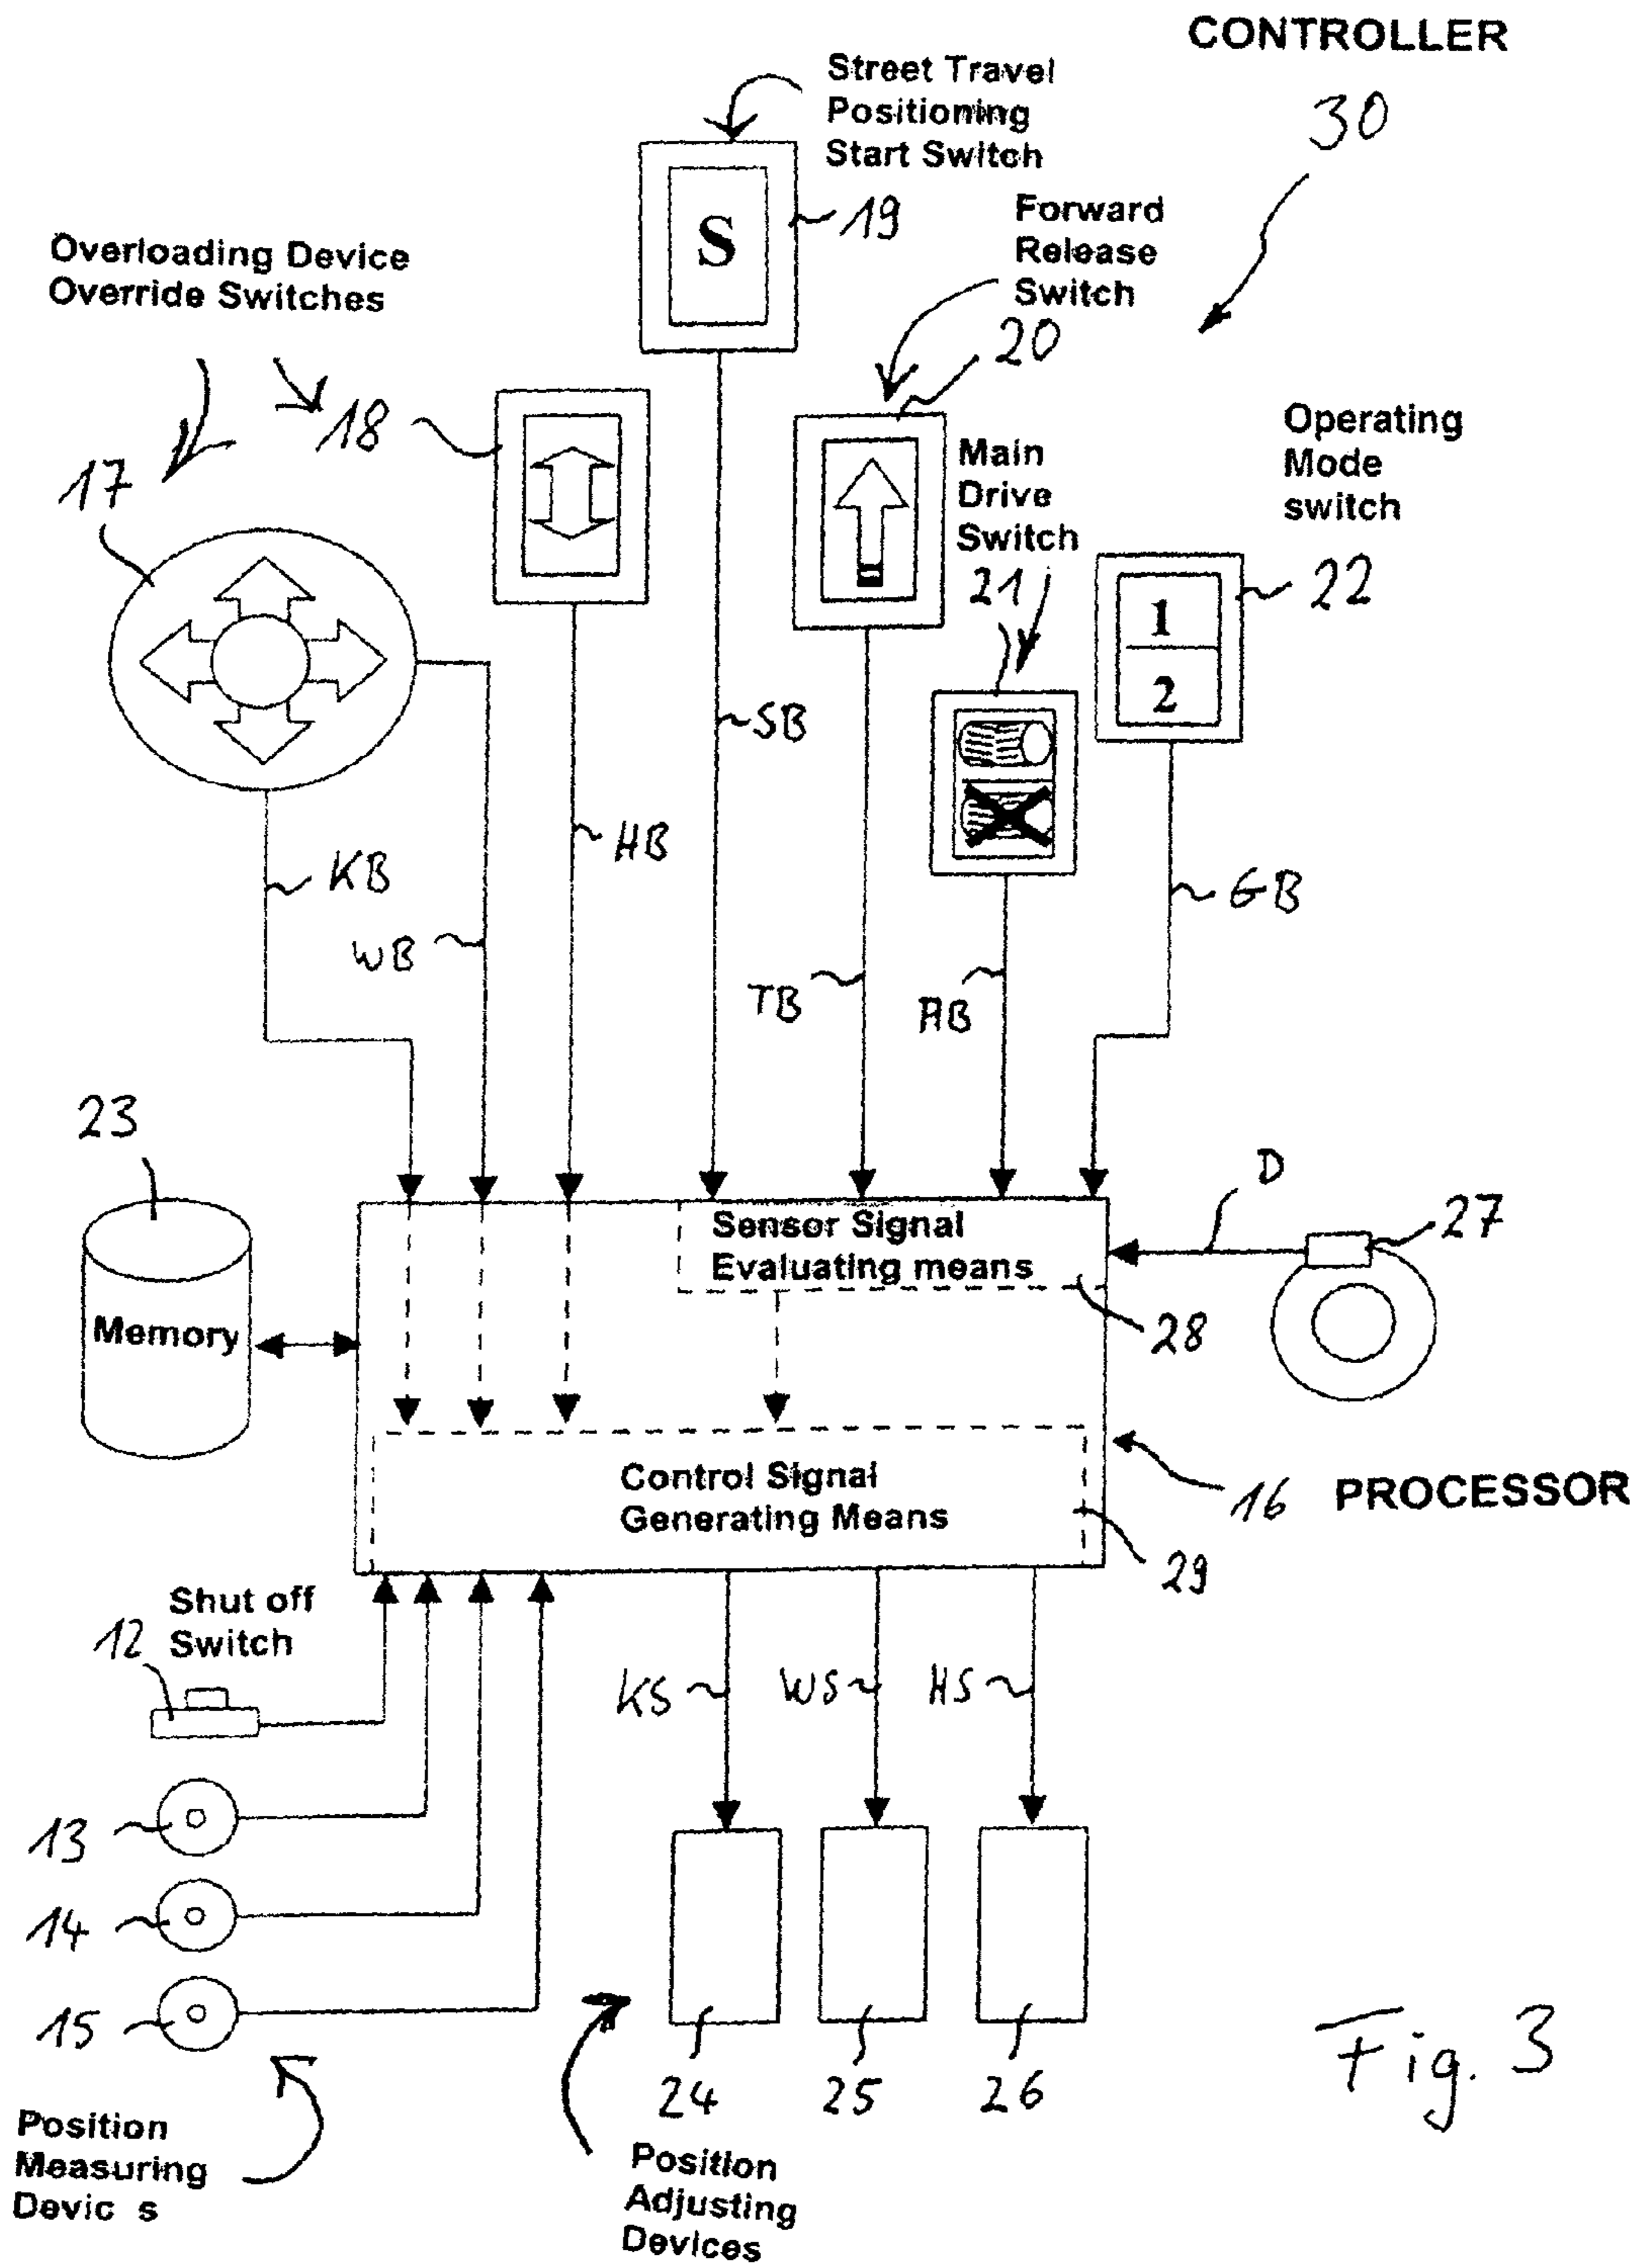 CONTROLLER
30
Street Travel
Positioning
Start Switch
19
S
Forward
Release
Switch
20
Overloading Device
Override Switches
18
17
Main
Drive
Switch
21
Operating
Mode
switch
22
1
2
SB
HB
KB
WB
TB
AB
GB
23
Memory
Sensor Signal
Evaluating means
28
D
27
Control Signal
Generating Means
29
16 PROCESSOR
Shut off
Switch
12
13
14
15
KS
WS
HS
24
25
26
Position
Measuring
Devic s
Position
Adjusting
Devices
Fig. 3